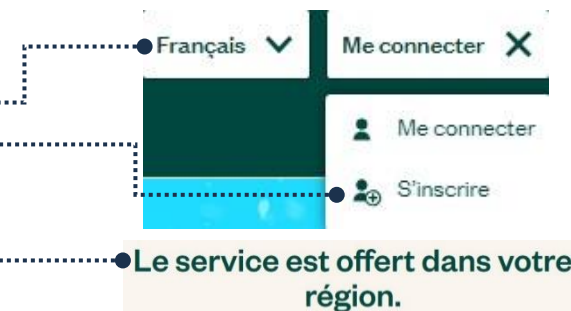 Français
Me connecter
Me connecter
S'inscrire
Le service est offert dans votre
région.